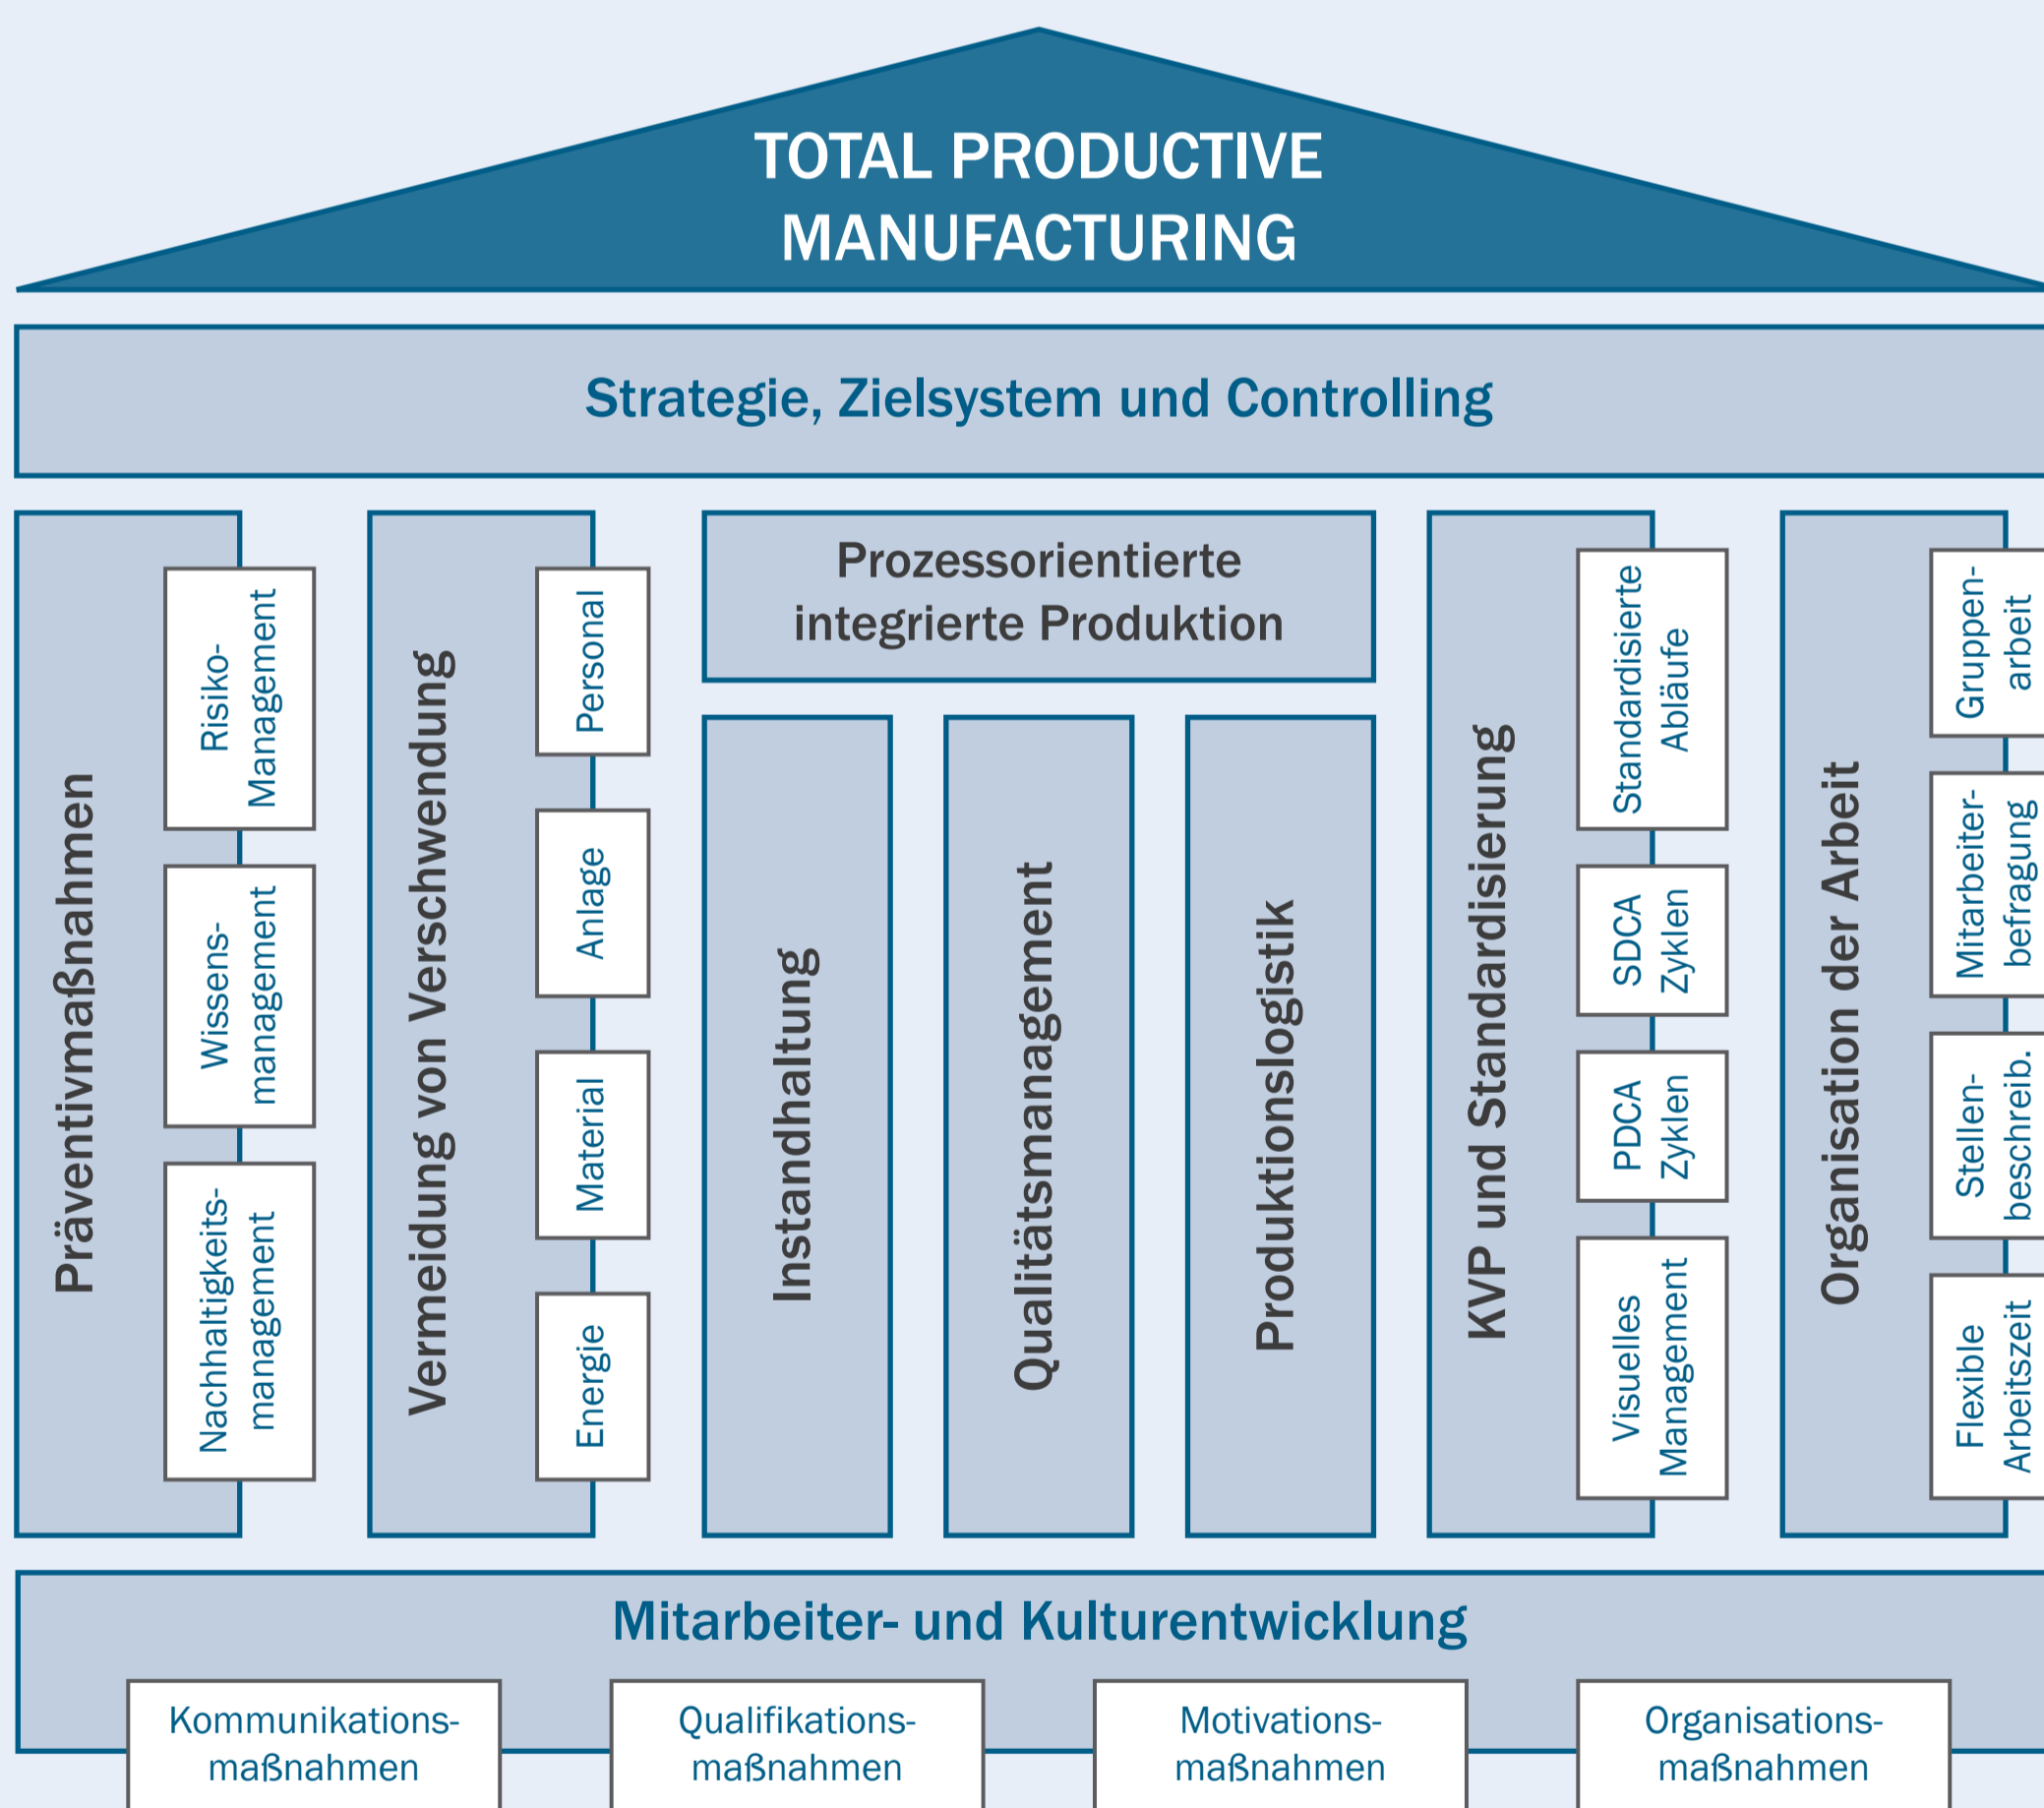 TOTAL PRODUCTIVE
MANUFACTURING
Strategie, Zielsystem und Controlling
Präventivmaßnahmen
Risiko-
Management
Wissens-
management
Nachhaltigkeits-
management
Vermeidung von Verschwendung
Personal
Anlage
Material
Energie
Prozessorientierte
integrierte Produktion
Instandhaltung
Qualitätsmanagement
Produktionslogistik
KVP und Standardisierung
Standardisierte
Abläufe
SDCA
Zyklen
PDCA
Zyklen
Visuelles
Management
Organisation der Arbeit
Gruppen-
arbeit
Mitarbeiter-
befragung
Stellen-
beschreib.
Flexible
Arbeitszeit
Mitarbeiter- und Kulturentwicklung
Kommunikations-
maßnahmen
Qualifikations-
maßnahmen
Motivations-
maßnahmen
Organisations-
maßnahmen